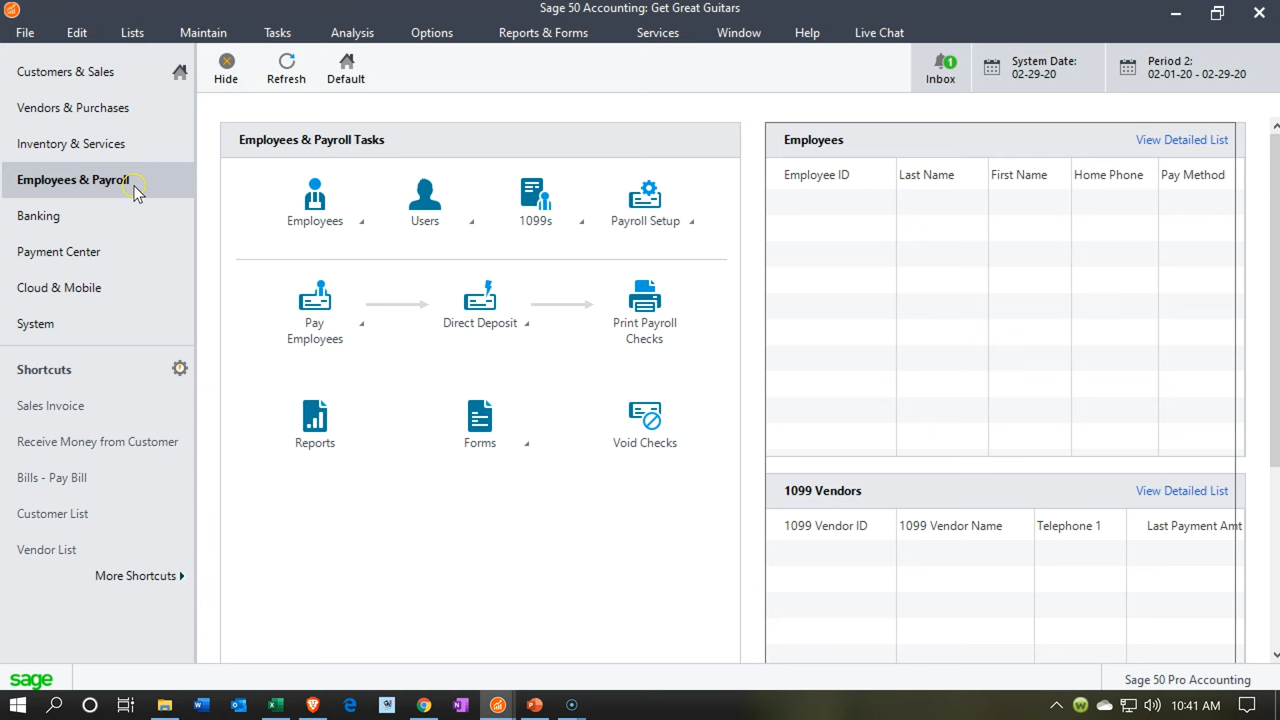 Sage 50 Accounting: Get Great Guitars
File Edit Lists Maintain Tasks Analysis Options Reports & Forms Services Window Help Live Chat
Customers & Sales
Vendors & Purchases
Inventory & Services
Employees & Payroll
Banking
Payment Center
Cloud & Mobile
System
Shortcuts
Sales Invoice
Receive Money from Customer
Bills - Pay Bill
Customer List
Vendor List
More Shortcuts
Hide Refresh Default
1
Inbox
System Date:
02-29-20
Period 2:
02-01-20 - 02-29-20
Employees & Payroll Tasks
Employees Users 1099s Payroll Setup
Pay
Employees
Direct Deposit
Print Payroll
Checks
Reports Forms Void Checks
Employees View Detailed List
Employee ID Last Name First Name Home Phone Pay Method
1099 Vendors View Detailed List
1099 Vendor ID 1099 Vendor Name Telephone 1 Last Payment Amt
sage
Sage 50 Pro Accounting
10:41 AM